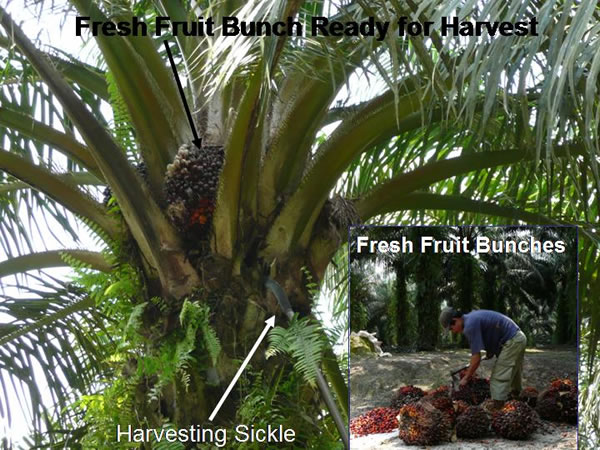 Fresh Fruit Bunch Ready for Harvest
Fresh Fruit Bunches
Harvesting Sickle